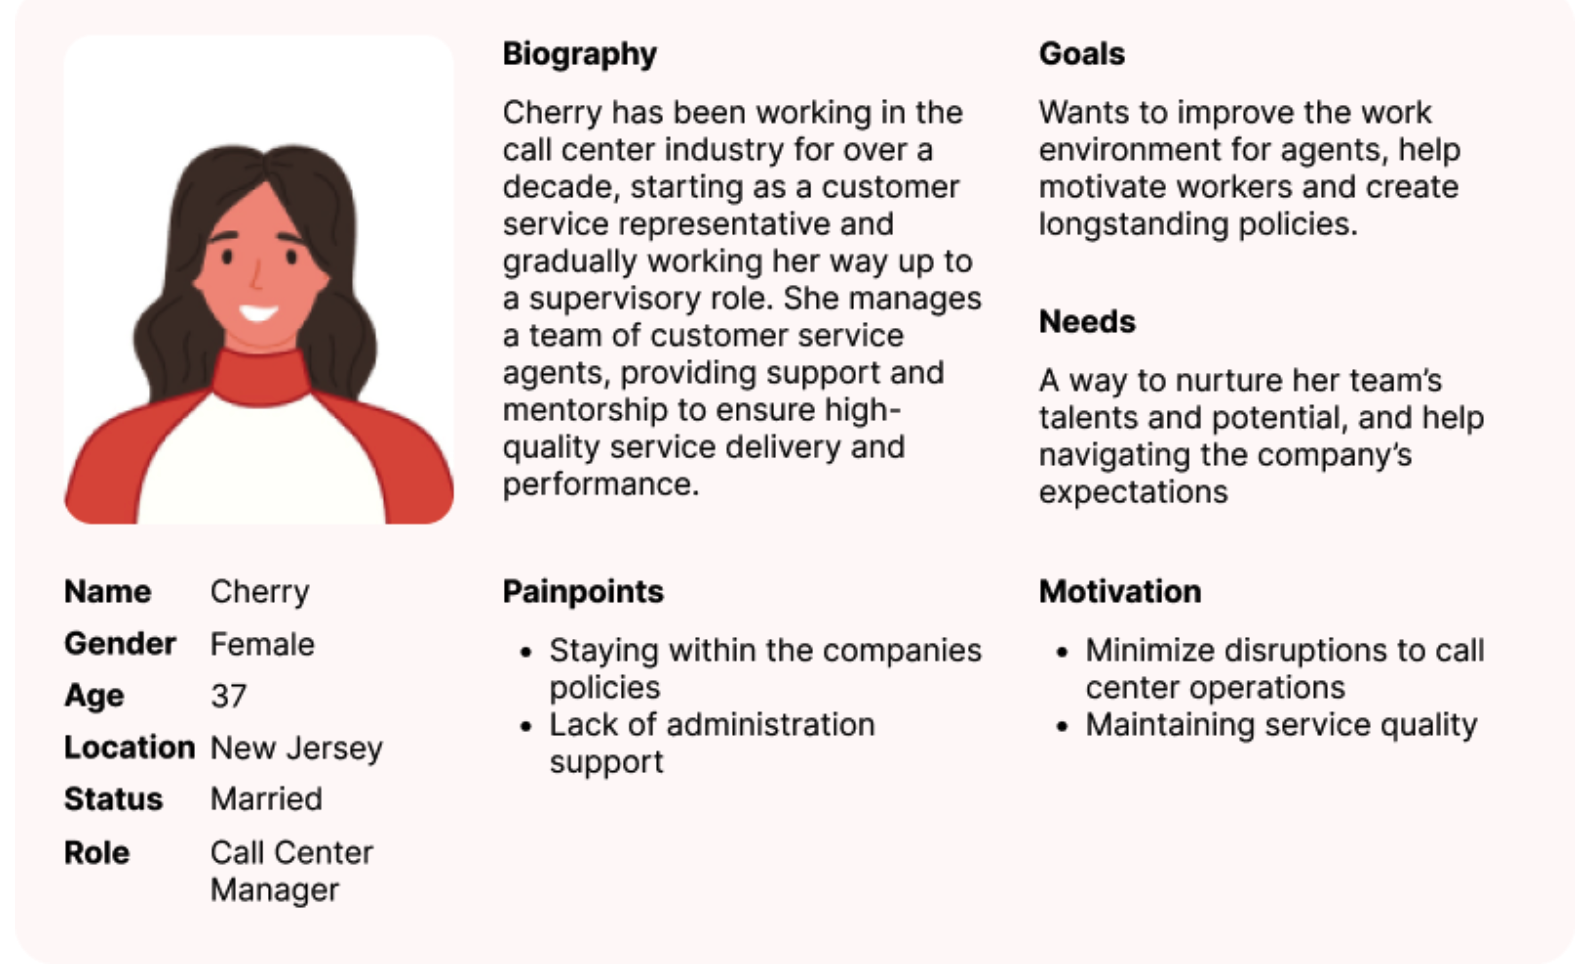 Biography
Cherry has been working in the
call center industry for over a
decade, starting as a customer
service representative and
gradually working her way up to
a supervisory role. She manages
a team of customer service
agents, providing support and
mentorship to ensure high-
quality service delivery and
performance.
Goals
Wants to improve the work
environment for agents, help
motivate workers and create
longstanding policies.
Needs
A way to nurture her team’s
talents and potential, and help
navigating the company’s
expectations
Name Cherry
Gender Female
Age 37
Location New Jersey
Status Married
Role Call Center
Manager
Painpoints
• Staying within the companies
policies
• Lack of administration
support
Motivation
• Minimize disruptions to call
center operations
• Maintaining service quality